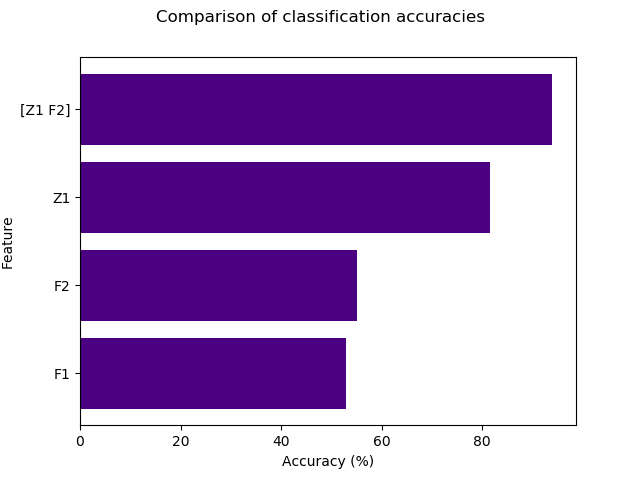 Comparison of classification accuracies
Feature
[Z1 F2]
Z1
F2
F1
0 20 40 60 80
Accuracy (%)